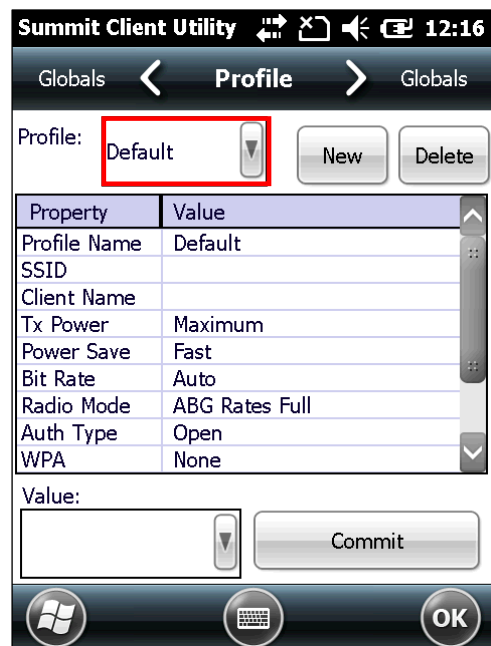 Summit Client Utility 12:16
Globals Profile Globals
Profile: Default New Delete
Property Value
Profile Name Default
SSID
Client Name
Tx Power Maximum
Power Save Fast
Bit Rate Auto
Radio Mode ABG Rates Full
Auth Type Open
WPA None
Value:
Commit
OK